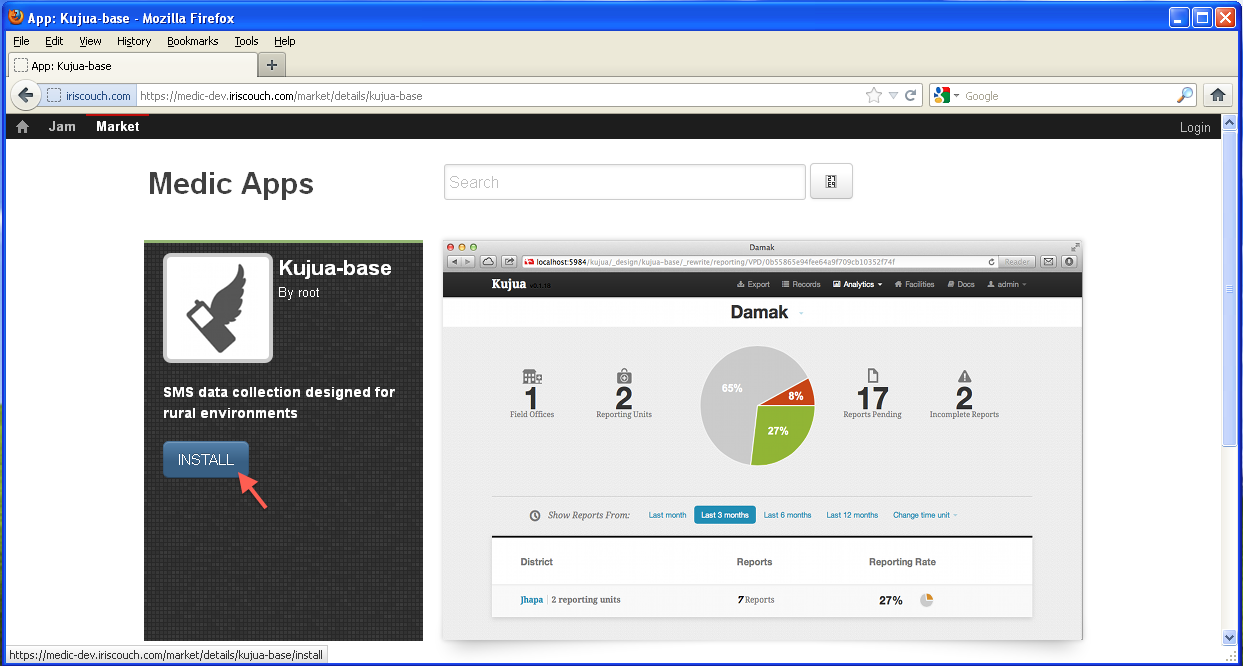 App: Kujua-base - Mozilla Firefox
File Edit View History Bookmarks Tools Help
App: Kujua-base
iriscouch.com https://medic-dev.iriscouch.com/market/details/kujua-base Google
Jam Market Login
Medic Apps Search
Kujua-base
By root
SMS data collection designed for
rural environments
INSTALL
Damak
localhost:5984/kujua/_design/kujua-base/_rewrite/reporting/VPD/0b55865e94fee64a9f709cb10352f74f Reader
Kujua v0.1.18 Export Records Analytics Facilities Docs admin
Damak
1
Field Offices
2
Reporting Units
65%
8%
27%
17
Reports Pending
2
Incomplete Reports
Show Reports From: Last month Last 3 months Last 6 months Last 12 months Change time unit
District Reports Reporting Rate
Jhapa | 2 reporting units 7 Reports 27%
https://medic-dev.iriscouch.com/market/details/kujua-base/install